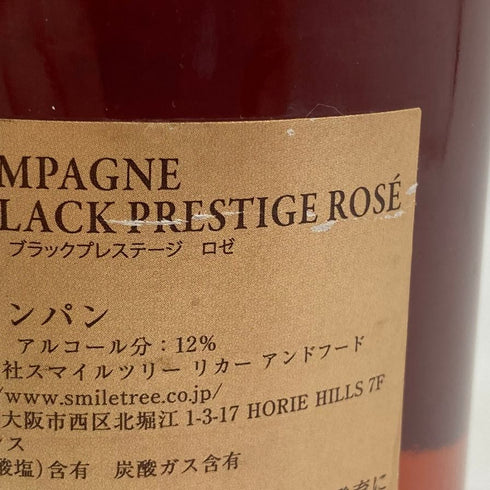 MPAGNE
LACK PRESTIGE ROSÉ
ブラックプレステージ ロゼ
ンパン
アルコール分：12%
社スマイルツリー リカー アンドフード
/www.smiletree.co.jp/
大阪市西区北堀江 1-3-17 HORIE HILLS 7F
ンス
酸塩)含有 炭酸ガス含有
に